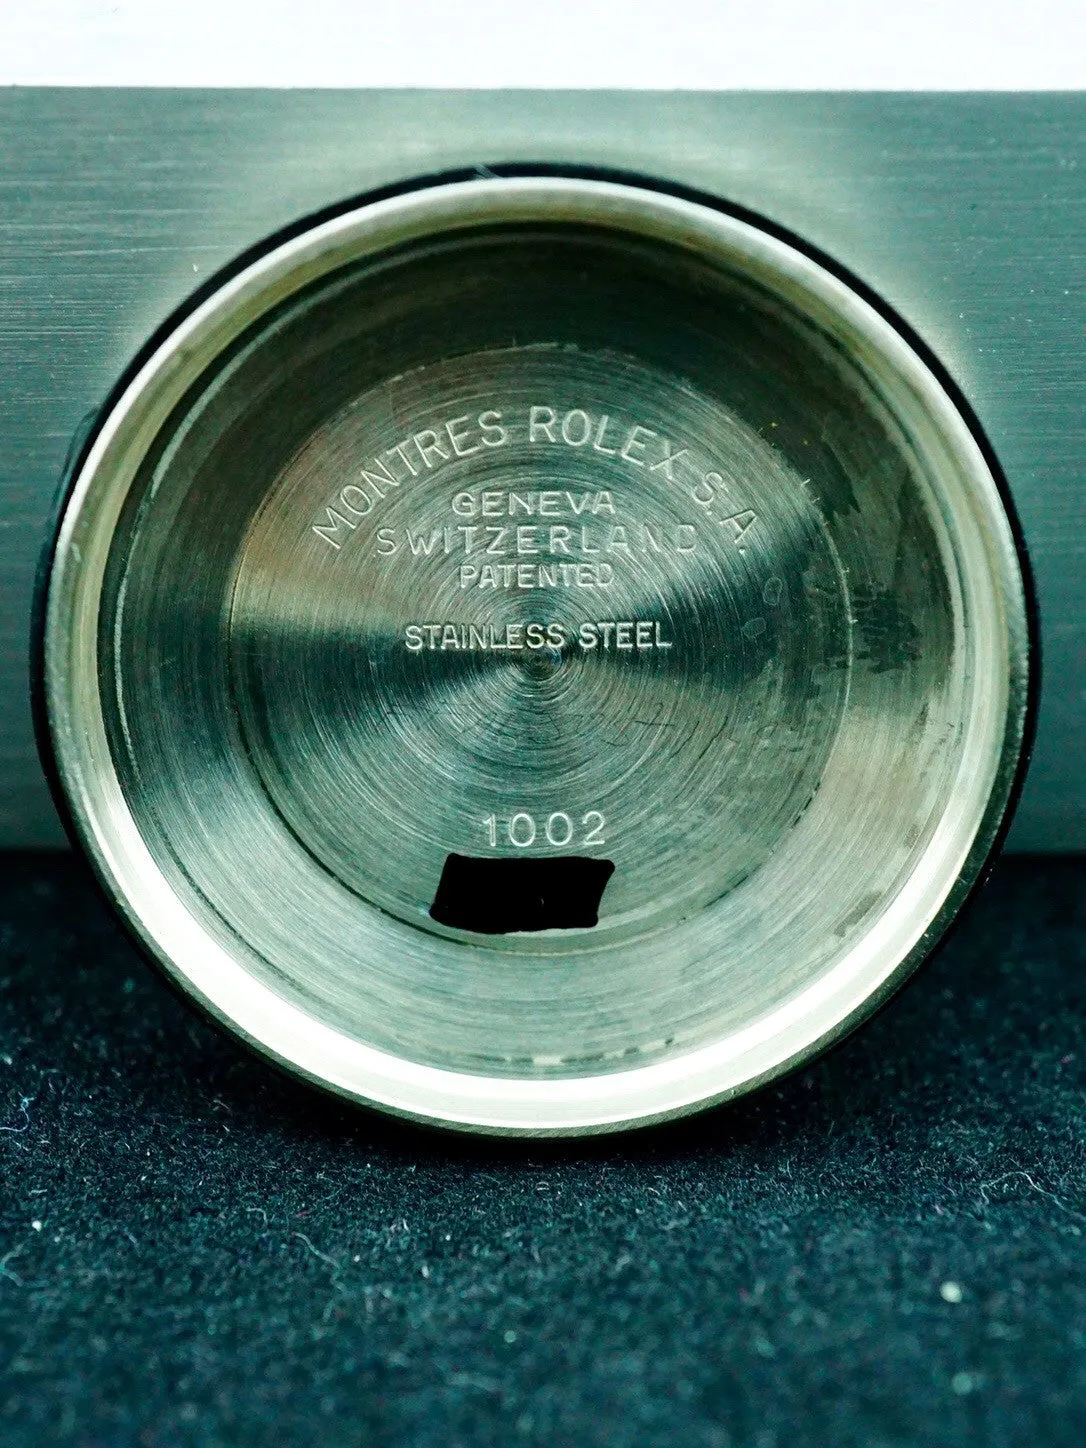 MONTRES ROLEX S.A.
GENEVA
SWITZERLAND
PATENTED
STAINLESS STEEL
1002